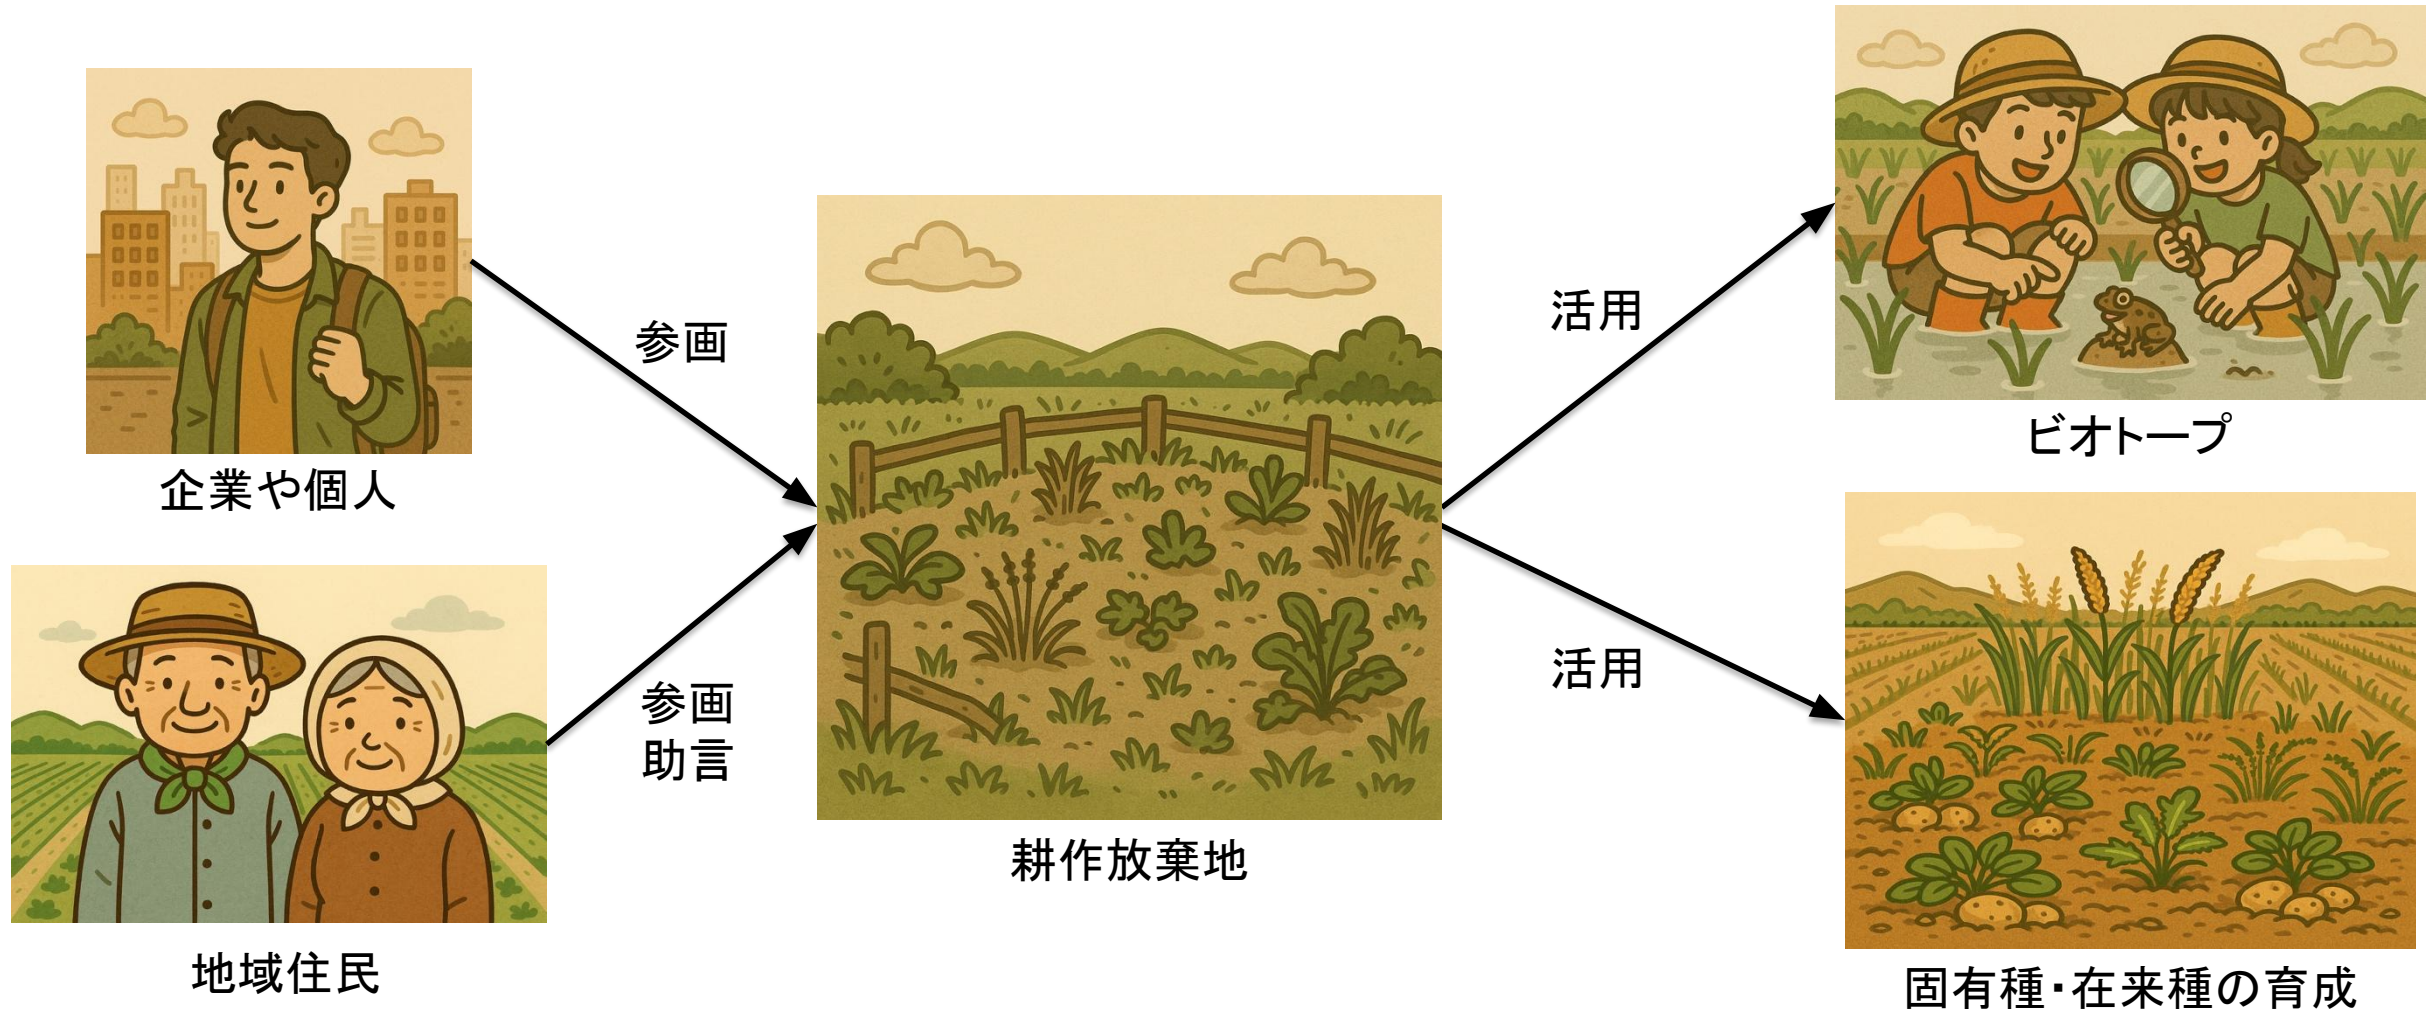 企業や個人
地域住民
参画
参画
助言
耕作放棄地
活用
活用
ビオトープ
固有種・在来種の育成